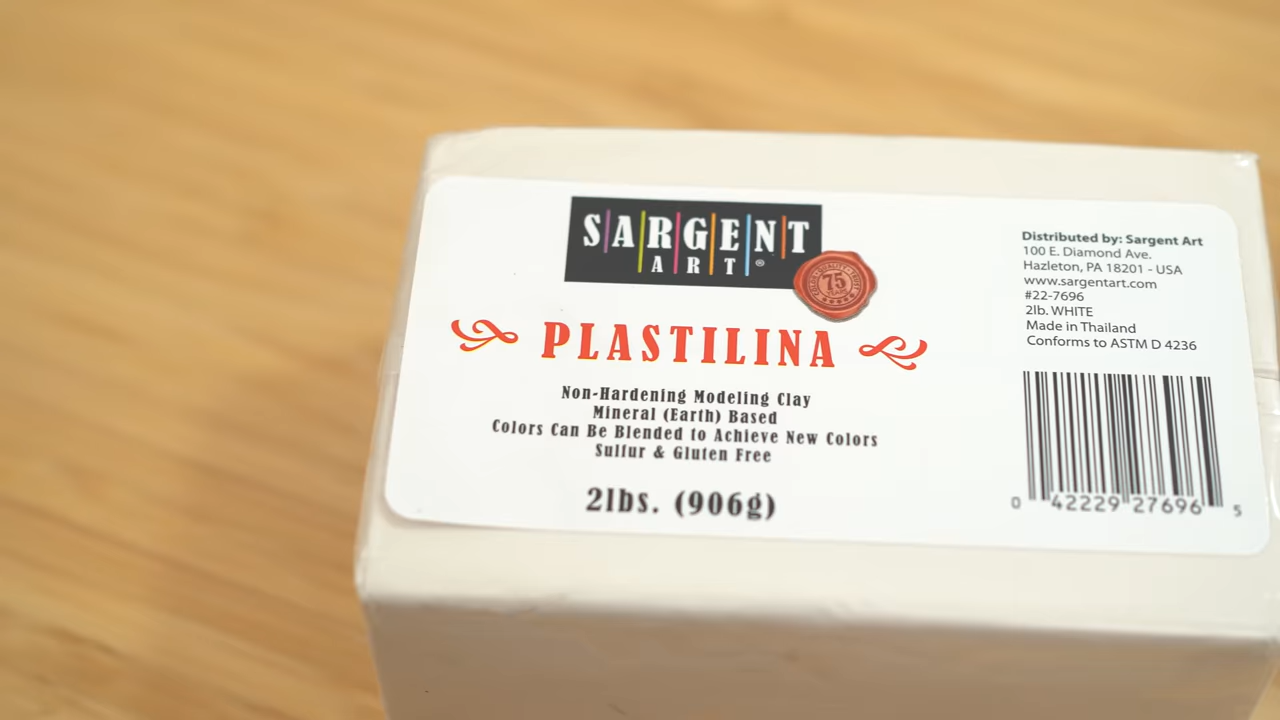 SARGENT
ART®
75
PLASTILINA
Non-Hardening Modeling Clay
Mineral (Earth) Based
Colors Can Be Blended to Achieve New Colors
Sulfur & Gluten Free
2lbs. (906g)
Distributed by: Sargent Art
100 E. Diamond Ave.
Hazleton, PA 18201 - USA
www.sargentart.com
#22-7696
2lb. WHITE
Made in Thailand
Conforms to ASTM D 4236
0 42229 27696 5